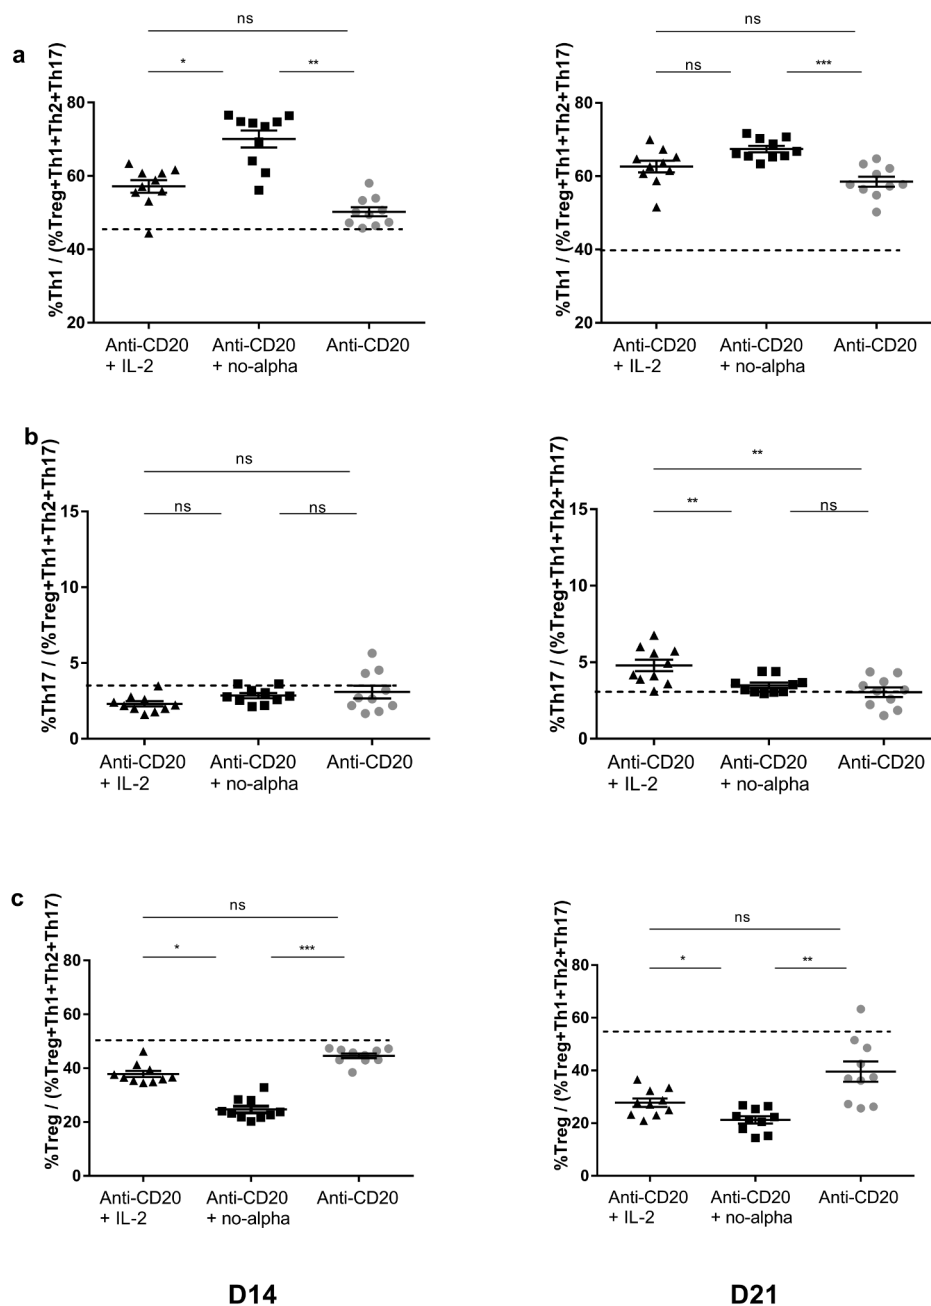 a
ns
* **
%Th1 / (%Treg+Th1+Th2+Th17)
80
60
40
20
Anti-CD20 + IL-2
Anti-CD20 + no-alpha
Anti-CD20
ns
ns ***
%Th1 / (%Treg+Th1+Th2+Th17)
80
60
40
20
Anti-CD20 + IL-2
Anti-CD20 + no-alpha
Anti-CD20
b
ns
ns ns
%Th17 / (%Treg+Th1+Th2+Th17)
15
10
5
0
Anti-CD20 + IL-2
Anti-CD20 + no-alpha
Anti-CD20
**
** ns
%Th17 / (%Treg+Th1+Th2+Th17)
15
10
5
0
Anti-CD20 + IL-2
Anti-CD20 + no-alpha
Anti-CD20
c
ns
* ***
%Treg / (%Treg+Th1+Th2+Th17)
80
60
40
20
0
Anti-CD20 + IL-2
Anti-CD20 + no-alpha
Anti-CD20
ns
* **
%Treg / (%Treg+Th1+Th2+Th17)
80
60
40
20
0
Anti-CD20 + IL-2
Anti-CD20 + no-alpha
Anti-CD20
D14
D21